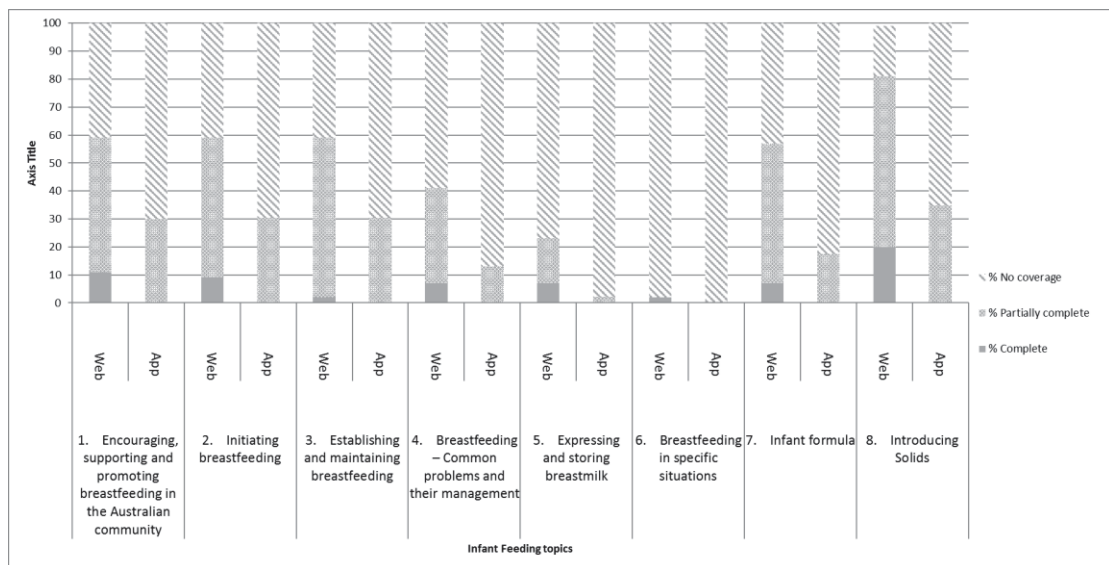 100
90
80
70
60
50
40
30
20
10
0
Axis Title
Web
App
Web
App
Web
App
Web
App
Web
App
Web
App
Web
App
Web
App
1. Encouraging,
supporting and
promoting
breastfeeding in
the Australian
community
2. Initiating
breastfeeding
3. Establishing
and maintaining
breastfeeding
4. Breastfeeding
– Common
problems and
their management
5. Expressing
and storing
breastmilk
6. Breastfeeding
in specific
situations
7. Infant formula
8. Introducing
Solids
Infant Feeding topics
% No coverage
% Partially complete
% Complete